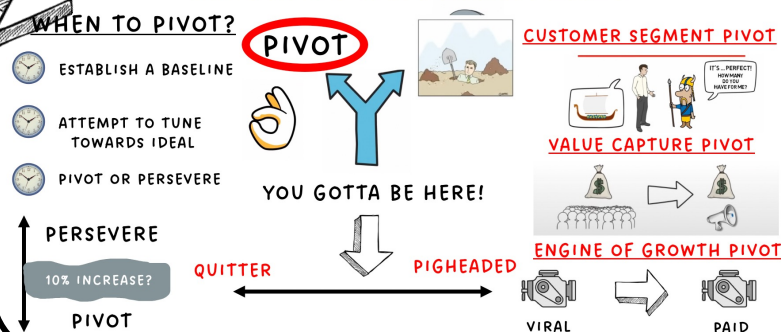 WHEN TO PIVOT?
ESTABLISH A BASELINE
ATTEMPT TO TUNE
TOWARDS IDEAL
PIVOT OR PERSEVERE
PERSEVERE
10% INCREASE?
PIVOT
PIVOT
YOU GOTTA BE HERE!
QUITTER
PIGHEADED
CUSTOMER SEGMENT PIVOT
IT'S ... PERFECT!
HOW MANY
DO YOU
HAVE FOR ME?
VALUE CAPTURE PIVOT
$
$
ENGINE OF GROWTH PIVOT
VIRAL
PAID